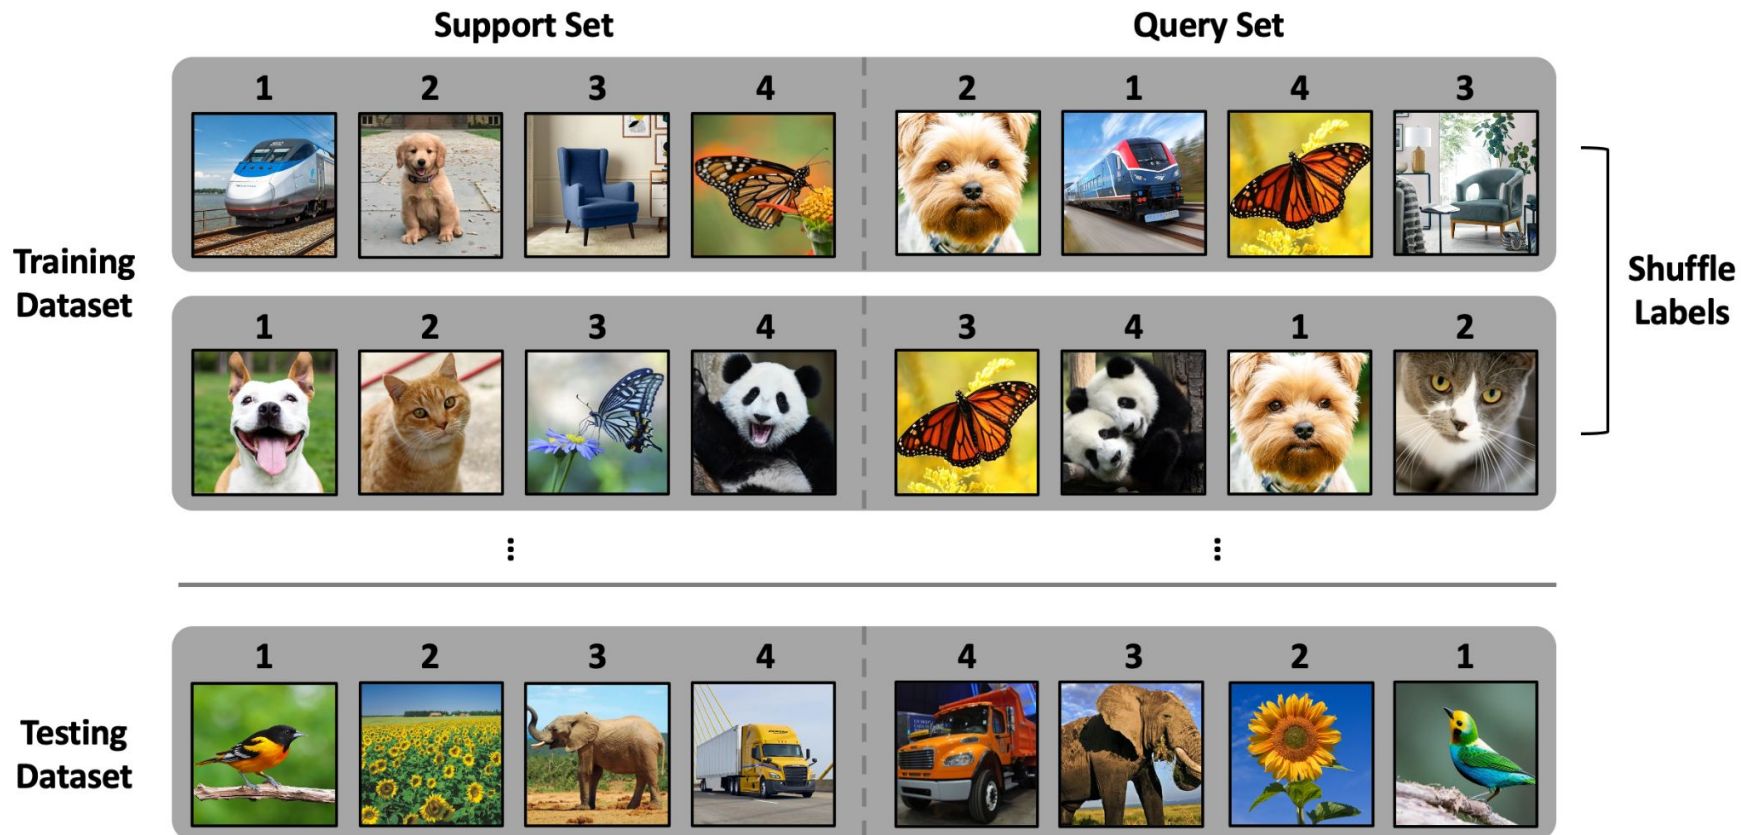 Support Set
Query Set
1 2 3 4 2 1 4 3
Training
Dataset
Shuffle
Labels
1 2 3 4 3 4 1 2
1 2 3 4 4 3 2 1
Testing
Dataset